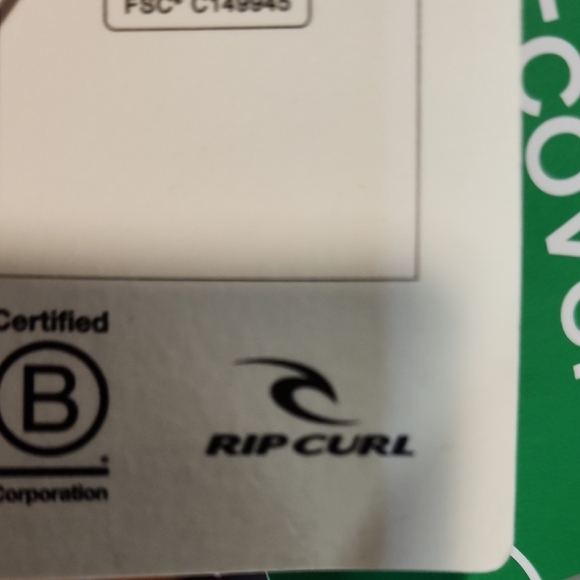 FSC® C149945
Certified
B
Corporation
RIP CURL